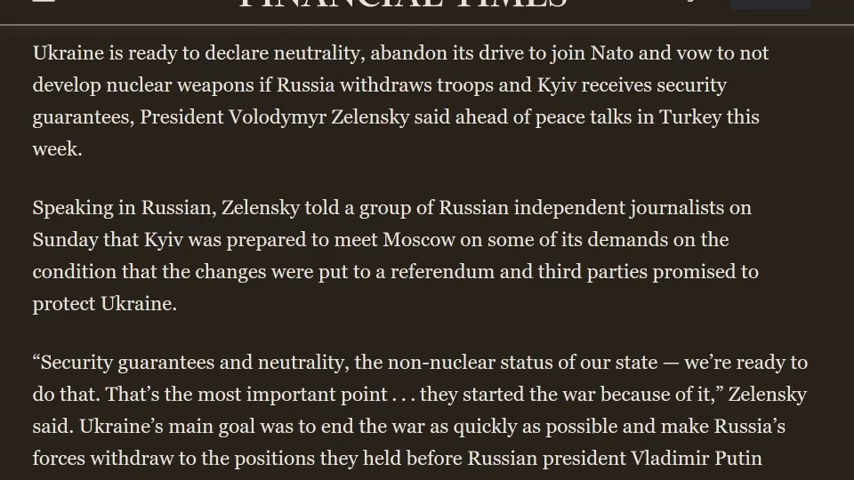 FINANCIAL TIMES
Ukraine is ready to declare neutrality, abandon its drive to join Nato and vow to not
develop nuclear weapons if Russia withdraws troops and Kyiv receives security
guarantees, President Volodymyr Zelensky said ahead of peace talks in Turkey this
week.
Speaking in Russian, Zelensky told a group of Russian independent journalists on
Sunday that Kyiv was prepared to meet Moscow on some of its demands on the
condition that the changes were put to a referendum and third parties promised to
protect Ukraine.
“Security guarantees and neutrality, the non-nuclear status of our state — we’re ready to
do that. That’s the most important point . . . they started the war because of it,” Zelensky
said. Ukraine’s main goal was to end the war as quickly as possible and make Russia’s
forces withdraw to the positions they held before Russian president Vladimir Putin